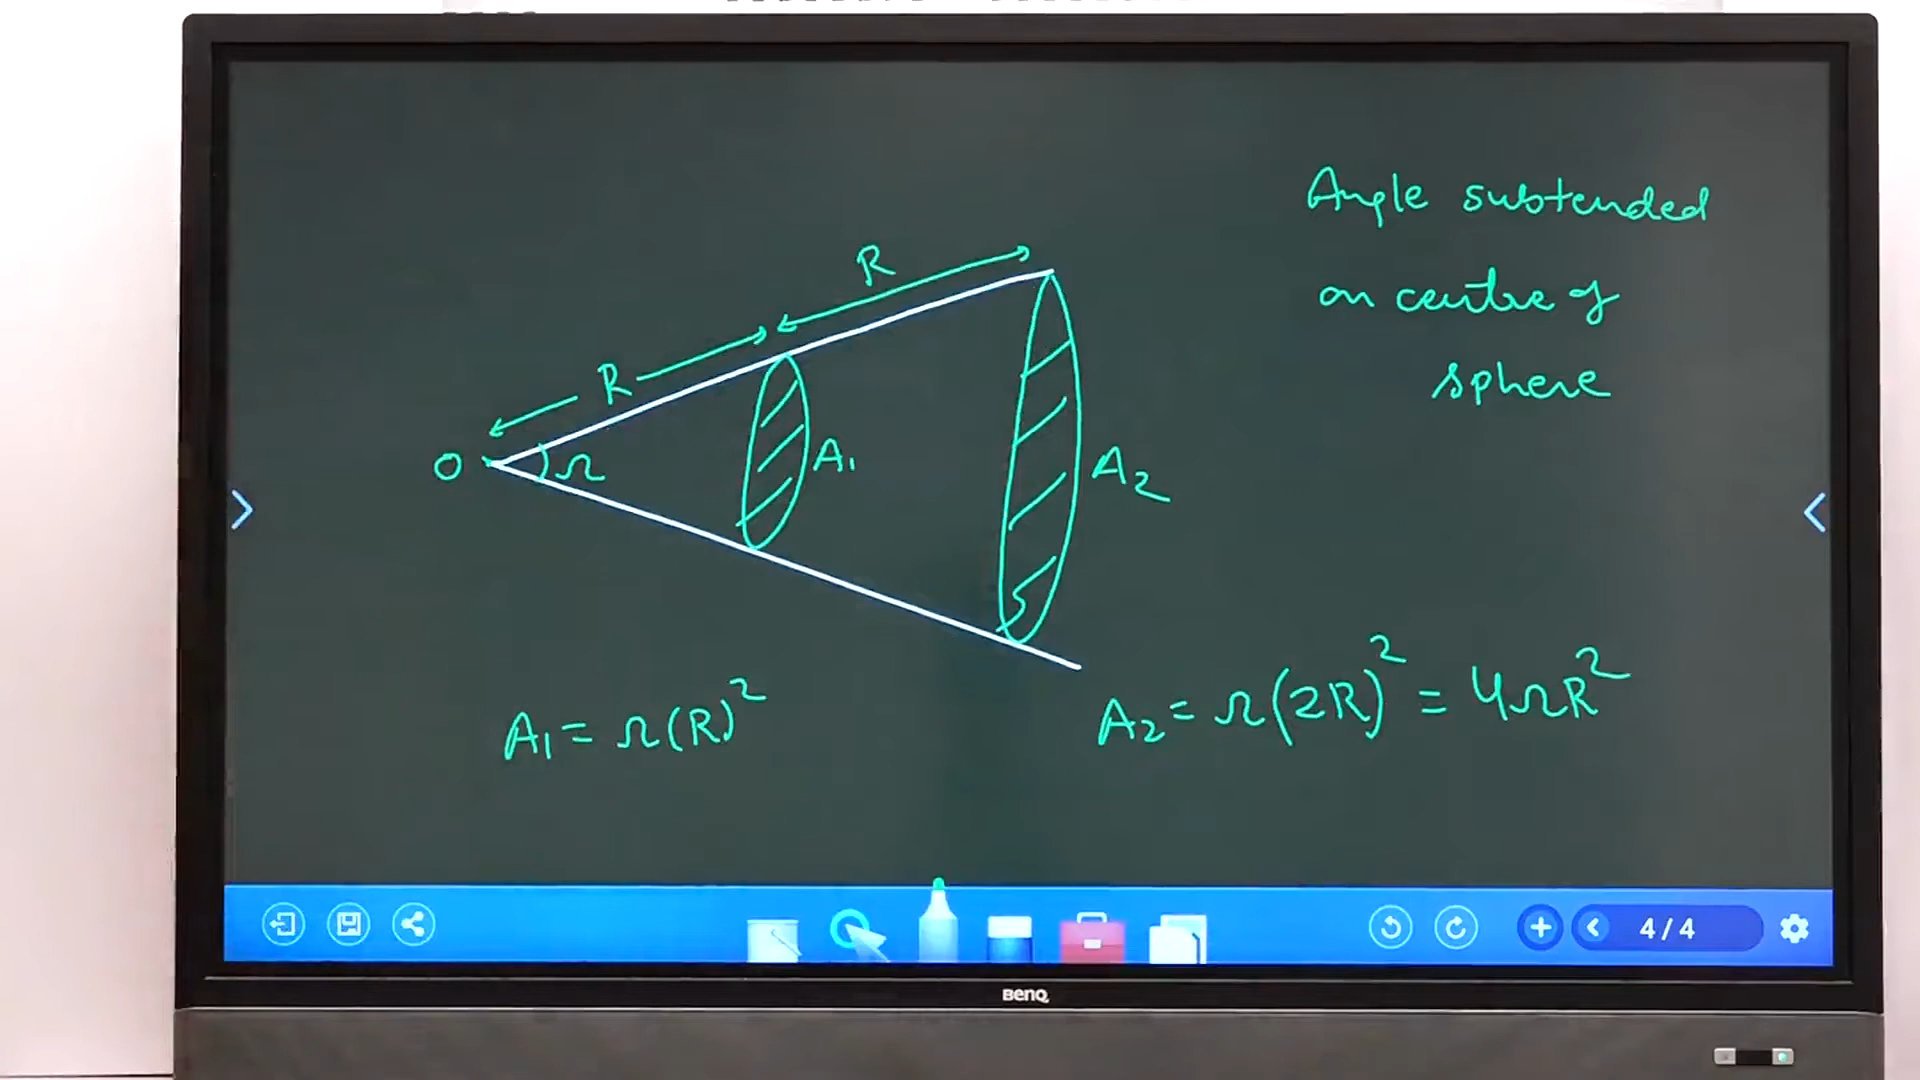 Angle subtended
on centre of
sphere
R
R
O
Ω
A₁
A₂
A₁ = Ω(R)²
A₂ = Ω(2R)² = 4ΩR²
4/4
BenQ